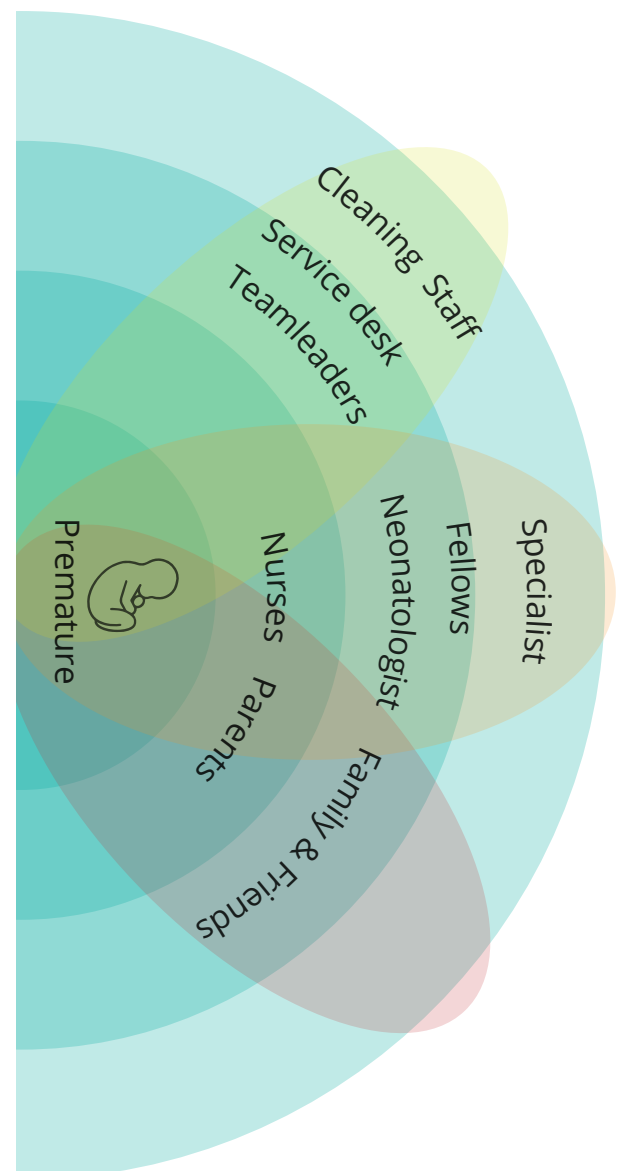 Cleaning Staff
Service desk
Teamleaders
Specialist
Fellows
Neonatologist
Nurses
Premature
Parents
Family & Friends